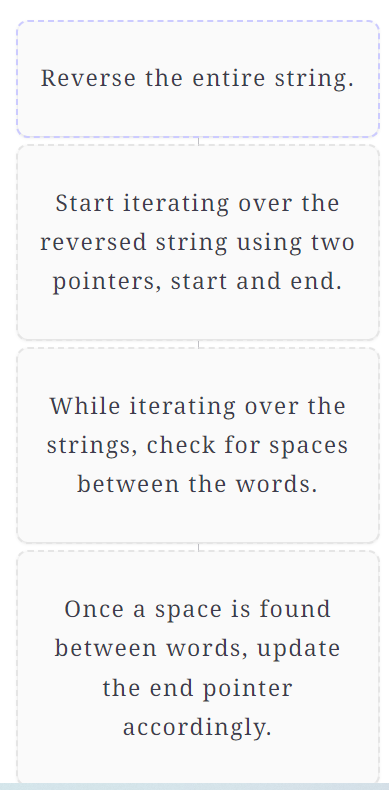 Reverse the entire string.
Start iterating over the
reversed string using two
pointers, start and end.
While iterating over the
strings, check for spaces
between the words.
Once a space is found
between words, update
the end pointer
accordingly.